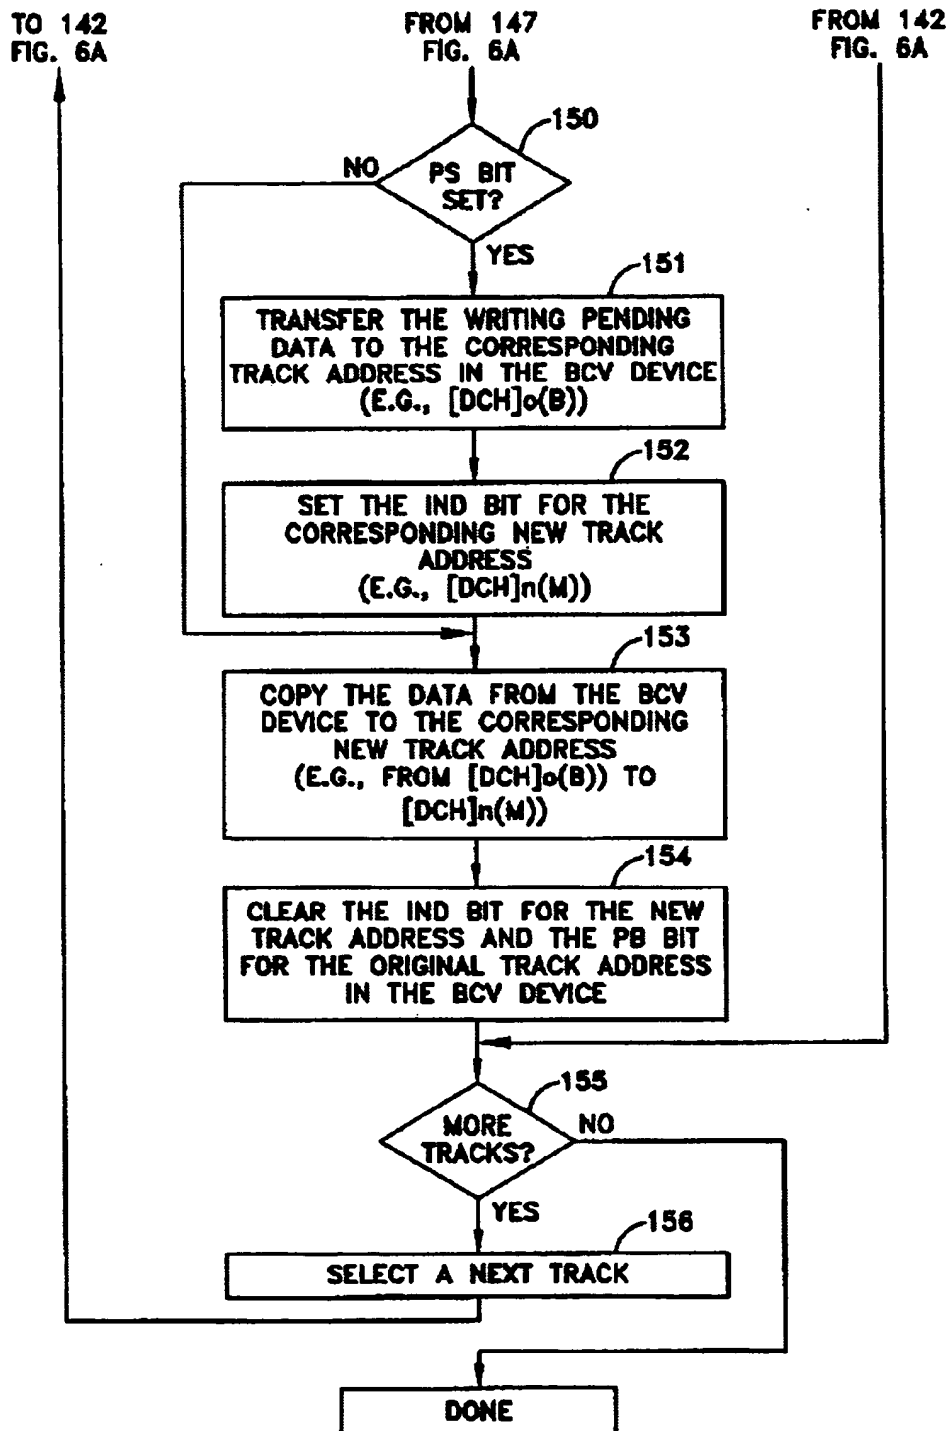 TO 142
FIG. 6A
FROM 147
FIG. 6A
FROM 142
FIG. 6A
150
NO
PS BIT
SET?
YES
151
TRANSFER THE WRITING PENDING
DATA TO THE CORRESPONDING
TRACK ADDRESS IN THE BCV DEVICE
(E.G., [DCH]o(B))
152
SET THE IND BIT FOR THE
CORRESPONDING NEW TRACK
ADDRESS
(E.G., [DCH]n(M))
153
COPY THE DATA FROM THE BCV
DEVICE TO THE CORRESPONDING
NEW TRACK ADDRESS
(E.G., FROM [DCH]o(B)) TO
[DCH]n(M))
154
CLEAR THE IND BIT FOR THE NEW
TRACK ADDRESS AND THE PB BIT
FOR THE ORIGINAL TRACK ADDRESS
IN THE BCV DEVICE
155
MORE
TRACKS?
NO
YES
156
SELECT A NEXT TRACK
DONE